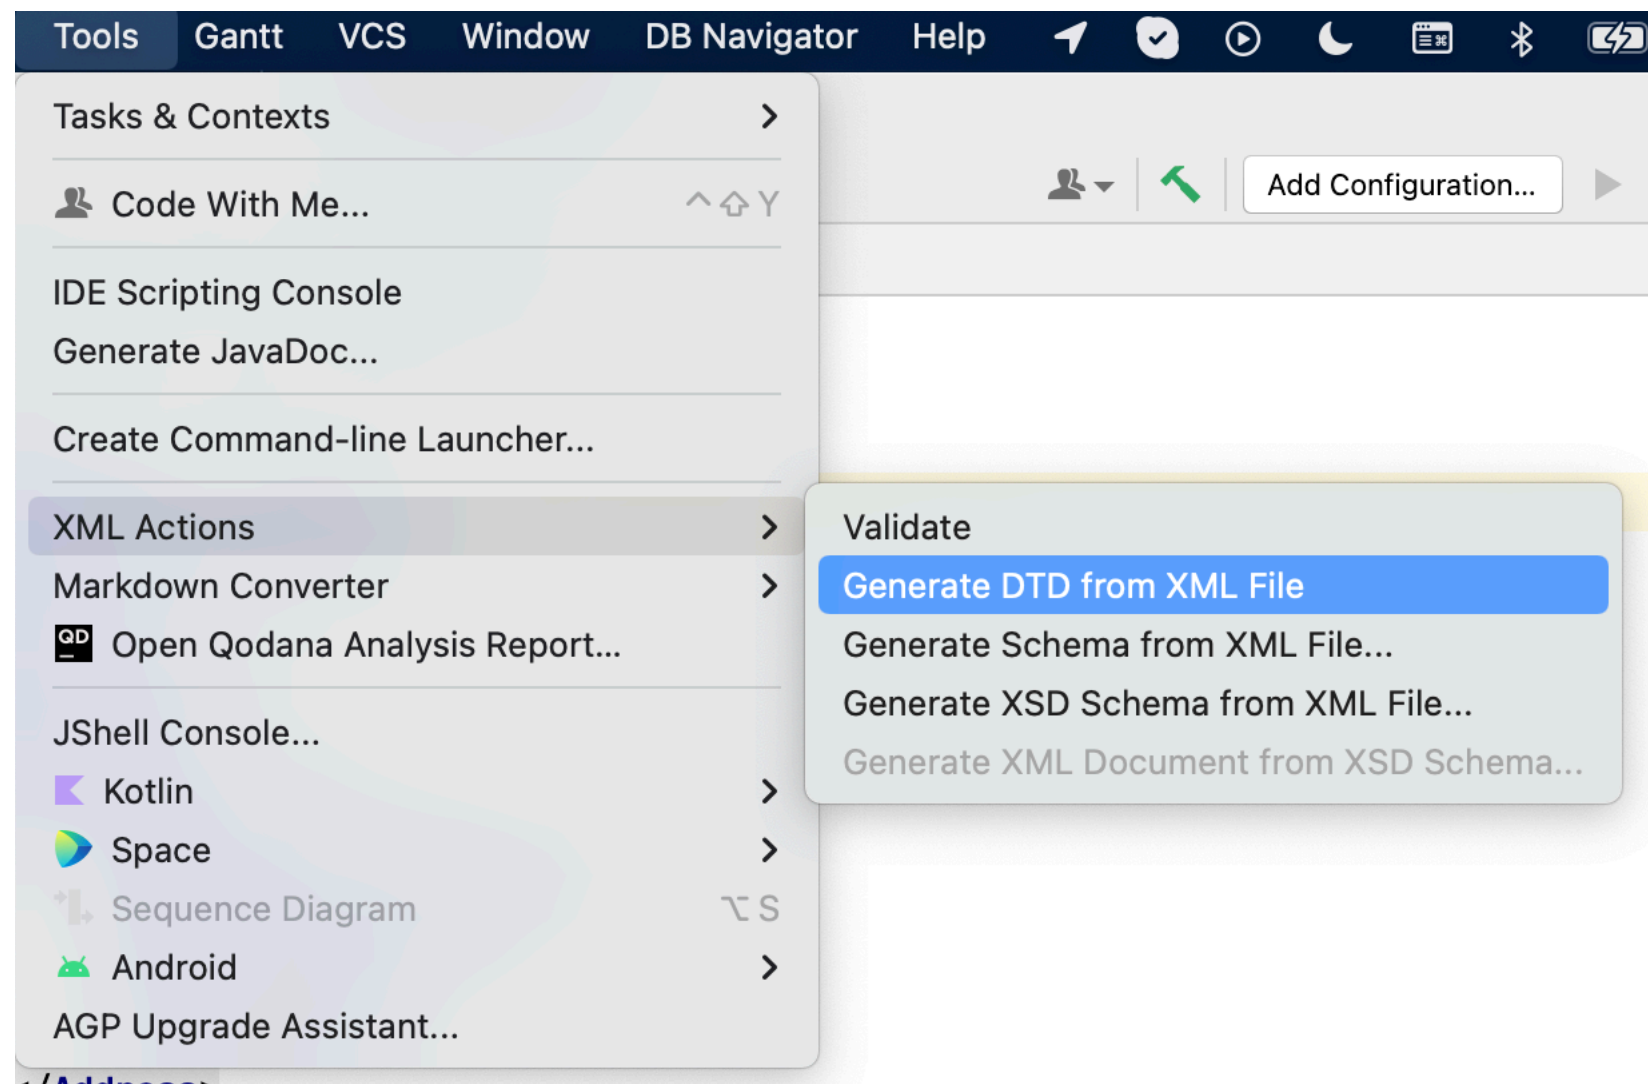 Tools Gantt VCS Window DB Navigator Help
Tasks & Contexts
Code With Me... ^⇧Y
Add Configuration...
IDE Scripting Console
Generate JavaDoc...
Create Command-line Launcher...
XML Actions
Markdown Converter
QD Open Qodana Analysis Report...
JShell Console...
Kotlin
Space
Sequence Diagram ⌥S
Android
AGP Upgrade Assistant...
Validate
Generate DTD from XML File
Generate Schema from XML File...
Generate XSD Schema from XML File...
Generate XML Document from XSD Schema...